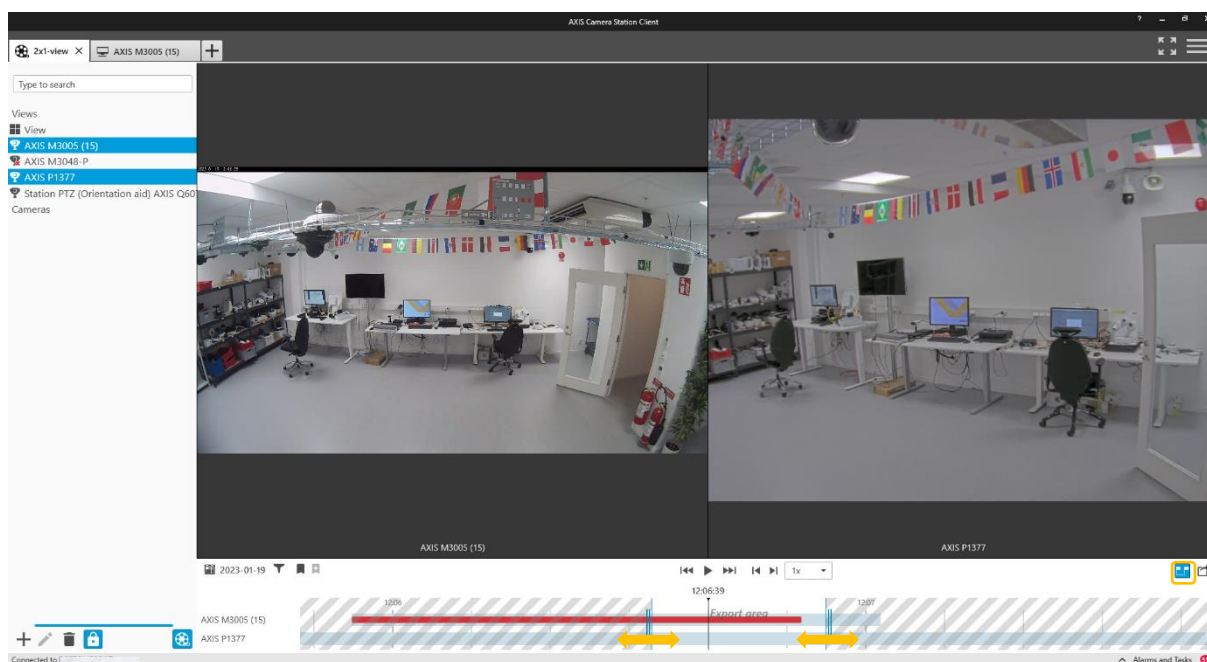 AXIS Camera Station Client
2x1-view
AXIS M3005 (15)
Type to search
Views
View
AXIS M3005 (15)
AXIS M3048-P
AXIS P1377
Station PTZ (Orientation aid) AXIS Q60
Cameras
AXIS M3005 (15)
AXIS P1377
2023-01-19
1x
12:06:39
12:06
12:07
Export area
AXIS M3005 (15)
AXIS P1377
Connected to
Alarms and Tasks